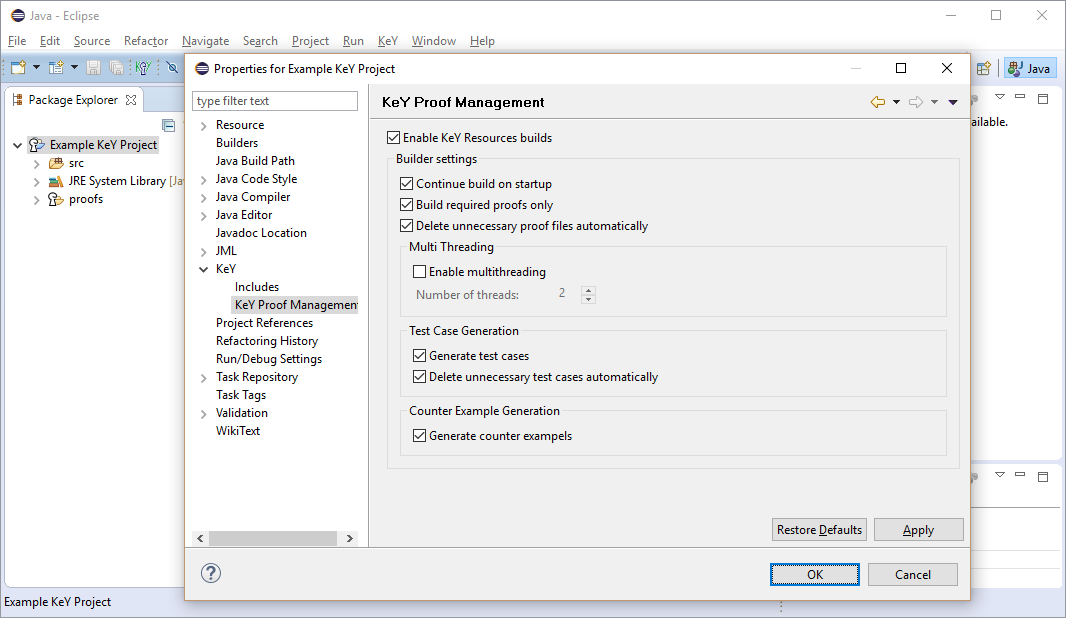 Java - Eclipse
File Edit Source Refactor Navigate Search Project Run KeY Window Help
Java
Package Explorer
Example KeY Project
src
JRE System Library [Ja
proofs
ailable.
Properties for Example KeY Project
type filter text
Resource
Builders
Java Build Path
Java Code Style
Java Compiler
Java Editor
Javadoc Location
JML
KeY
Includes
KeY Proof Managemen
Project References
Refactoring History
Run/Debug Settings
Task Repository
Task Tags
Validation
WikiText
KeY Proof Management
Enable KeY Resources builds
Builder settings
Continue build on startup
Build required proofs only
Delete unnecessary proof files automatically
Multi Threading
Enable multithreading
Number of threads: 2
Test Case Generation
Generate test cases
Delete unnecessary test cases automatically
Counter Example Generation
Generate counter exampels
Restore Defaults Apply
OK Cancel
Example KeY Project